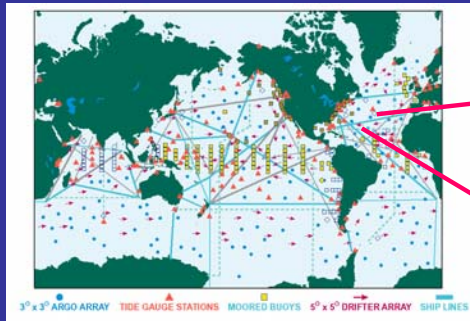 3° x 3° ARGO ARRAY TIDE GAUGE STATIONS MOORED BUOYS 5° x 5° DRIFTER ARRAY SHIP LINES